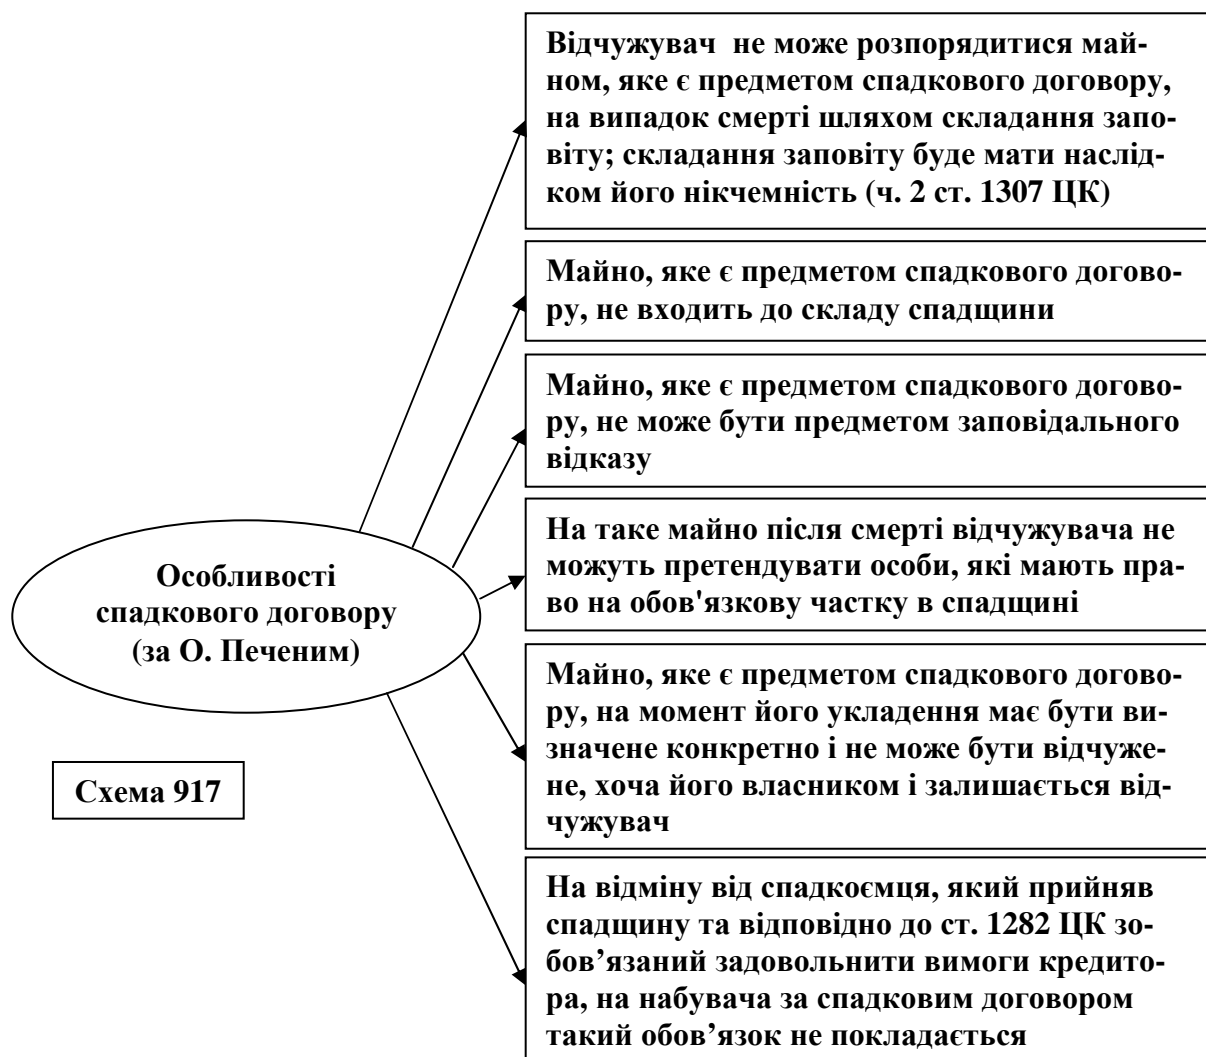 Відчужувач не може розпорядитися май-
ном, яке є предметом спадкового договору,
на випадок смерті шляхом складання запо-
віту; складання заповіту буде мати наслід-
ком його нікчемність (ч. 2 ст. 1307 ЦК)
Майно, яке є предметом спадкового догово-
ру, не входить до складу спадщини
Майно, яке є предметом спадкового догово-
ру, не може бути предметом заповідального
відказу
На таке майно після смерті відчужувача не
можуть претендувати особи, які мають пра-
во на обов'язкову частку в спадщині
Особливості
спадкового договору
(за О. Печеним)
Майно, яке є предметом спадкового догово-
ру, на момент його укладення має бути ви-
значене конкретно і не може бути відчуже-
не, хоча його власником і залишається від-
чужувач
Схема 917
На відміну від спадкоємця, який прийняв
спадщину та відповідно до ст. 1282 ЦК зо-
бов’язаний задовольнити вимоги кредито-
ра, на набувача за спадковим договором
такий обов’язок не покладається